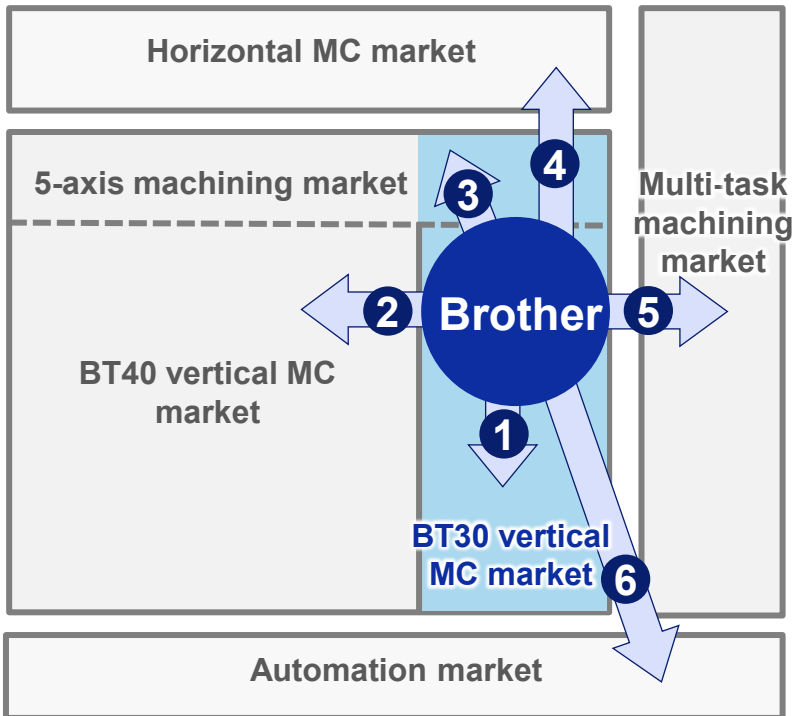 Horizontal MC market
4
5-axis machining market
3
Multi-task
machining
market
2
Brother
5
BT40 vertical MC
market
1
BT30 vertical
MC market
6
Automation market